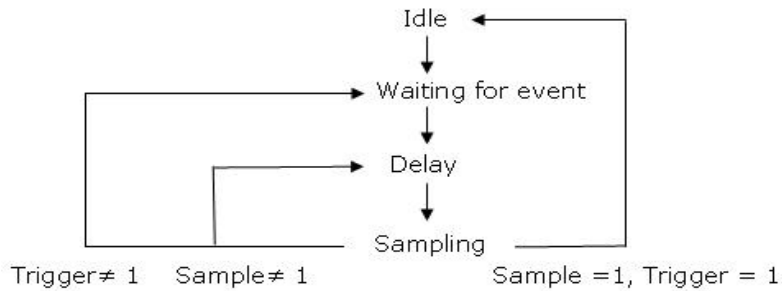 Idle
Waiting for event
Delay
Sampling
Trigger≠ 1 Sample≠ 1 Sample =1, Trigger = 1